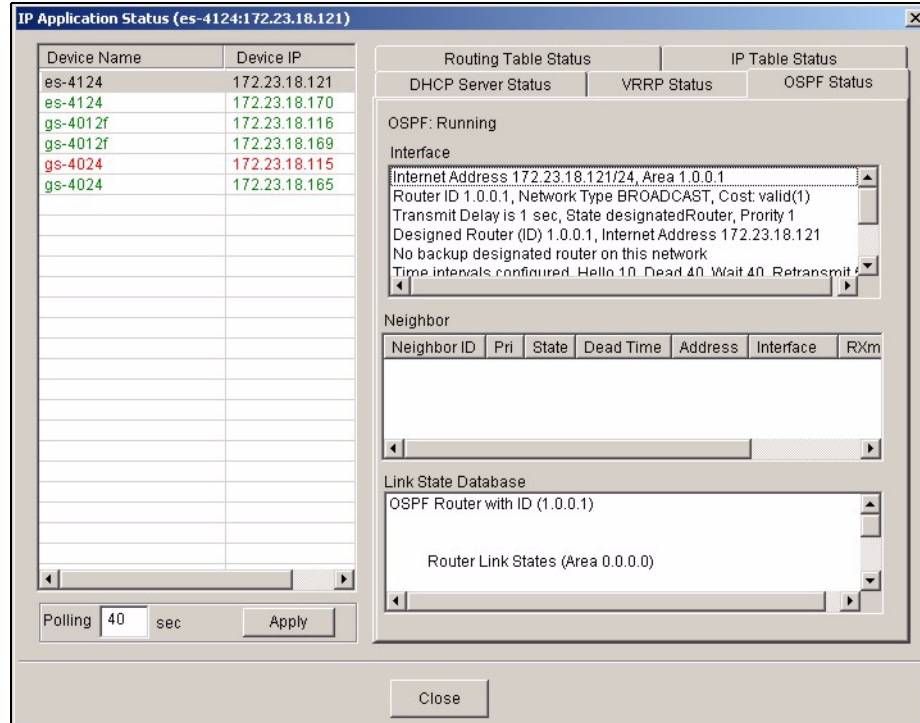 IP Application Status (es-4124:172.23.18.121)
Device Name Device IP
es-4124 172.23.18.121
es-4124 172.23.18.170
gs-4012f 172.23.18.116
gs-4012f 172.23.18.169
gs-4024 172.23.18.115
gs-4024 172.23.18.165
Polling 40 sec Apply
Routing Table Status IP Table Status
DHCP Server Status VRRP Status OSPF Status
OSPF: Running
Interface
Internet Address 172.23.18.121/24, Area 1.0.0.1
Router ID 1.0.0.1, Network Type BROADCAST, Cost: valid(1)
Transmit Delay is 1 sec, State designatedRouter, Prority 1
Designed Router (ID) 1.0.0.1, Internet Address 172.23.18.121
No backup designated router on this network
Time intervals configured, Hello 10, Dead 40, Wait 40, Retransmit
Neighbor
Neighbor ID Pri State Dead Time Address Interface RXm
Link State Database
OSPF Router with ID (1.0.0.1)
Router Link States (Area 0.0.0.0)
Close